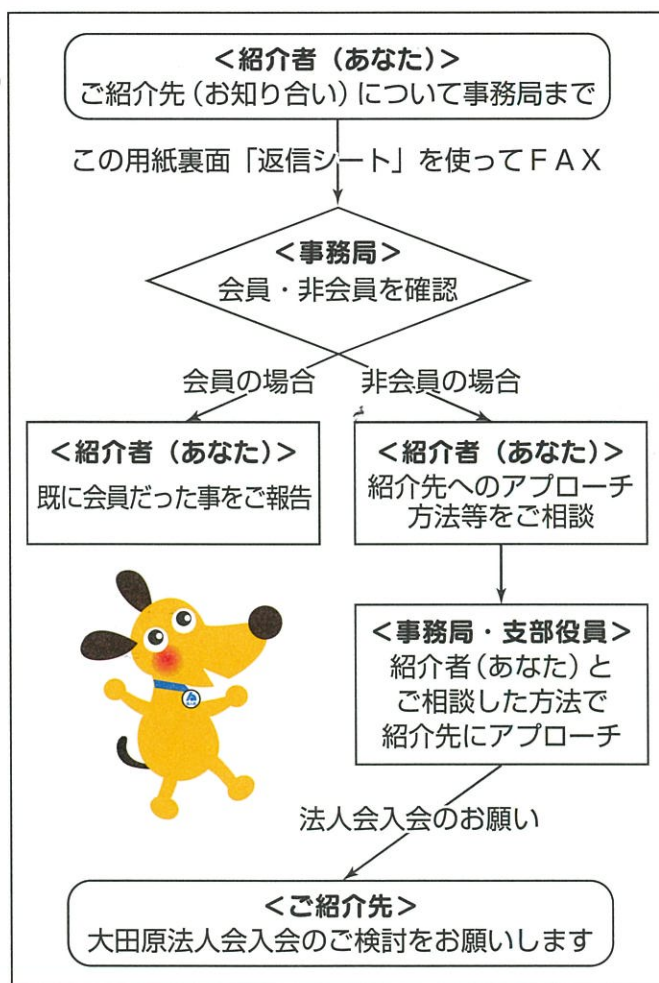 <紹介者（あなた）>
ご紹介先（お知り合い）について事務局まで
この用紙裏面「返信シート」を使ってＦＡＸ
<事務局>
会員・非会員を確認
会員の場合
非会員の場合
<紹介者（あなた）>
既に会員だった事をご報告
<紹介者（あなた）>
紹介先へのアプローチ
方法等をご相談
<事務局・支部役員>
紹介者（あなた）と
ご相談した方法で
紹介先にアプローチ
法人会入会のお願い
<ご紹介先>
大田原法人会入会のご検討をお願いします